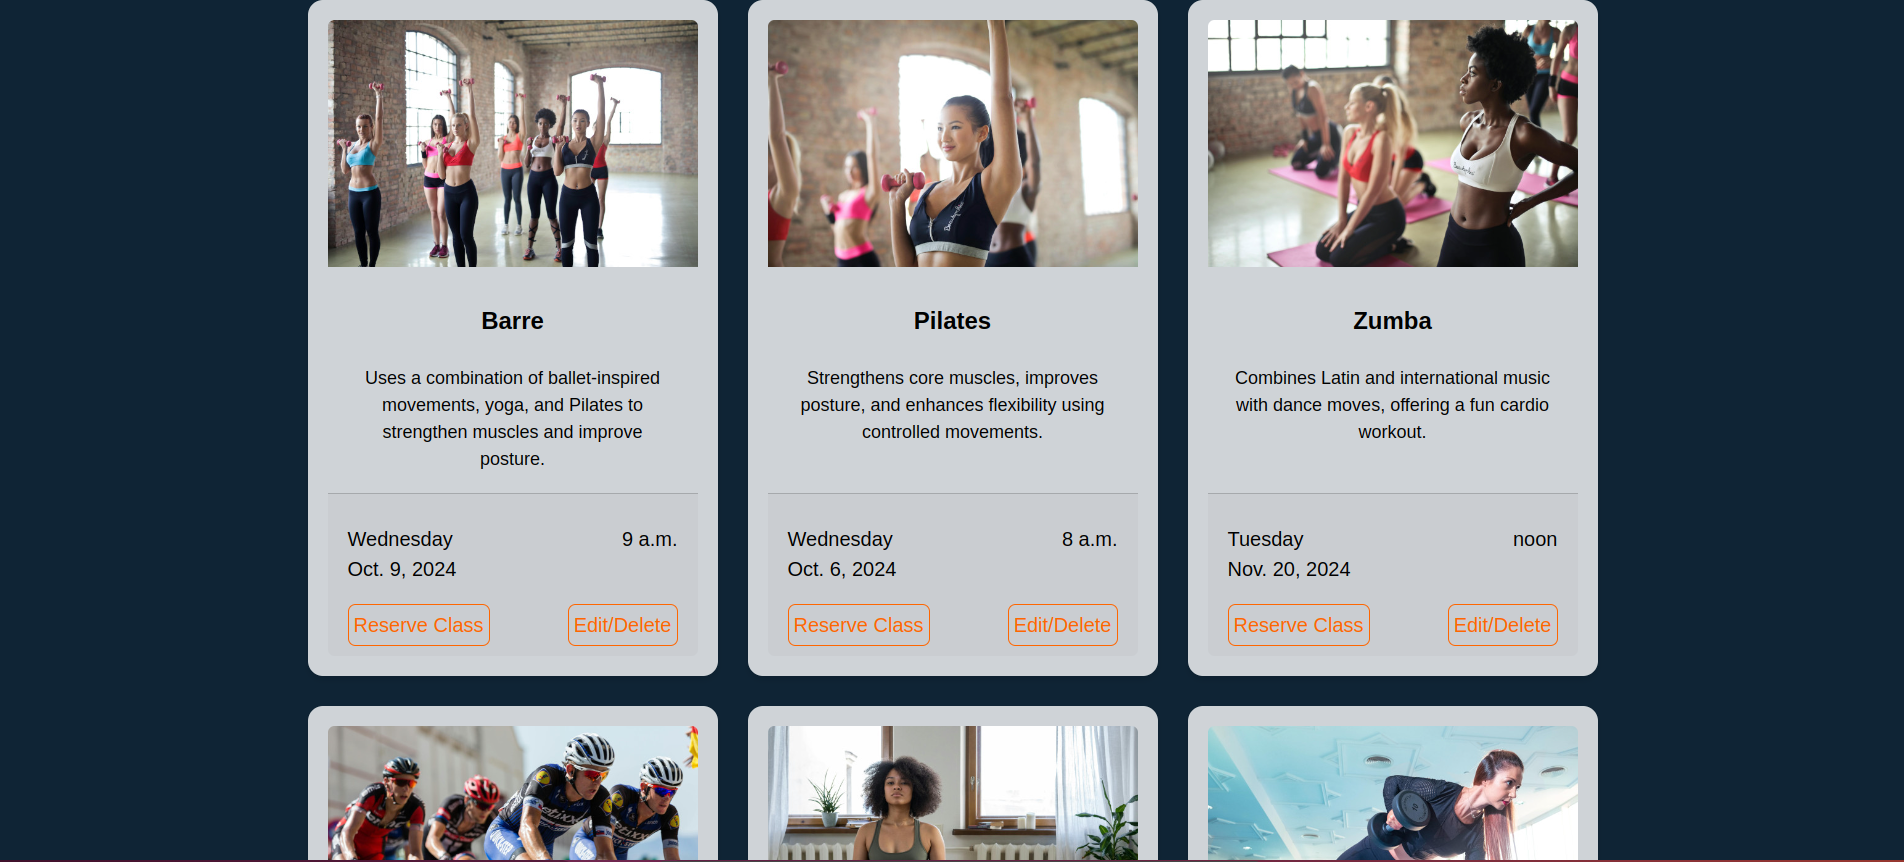 Barre
Uses a combination of ballet-inspired
movements, yoga, and Pilates to
strengthen muscles and improve
posture.
Wednesday 9 a.m.
Oct. 9, 2024
Reserve Class Edit/Delete
Pilates
Strengthens core muscles, improves
posture, and enhances flexibility using
controlled movements.
Wednesday 8 a.m.
Oct. 6, 2024
Reserve Class Edit/Delete
Zumba
Combines Latin and international music
with dance moves, offering a fun cardio
workout.
Tuesday noon
Nov. 20, 2024
Reserve Class Edit/Delete